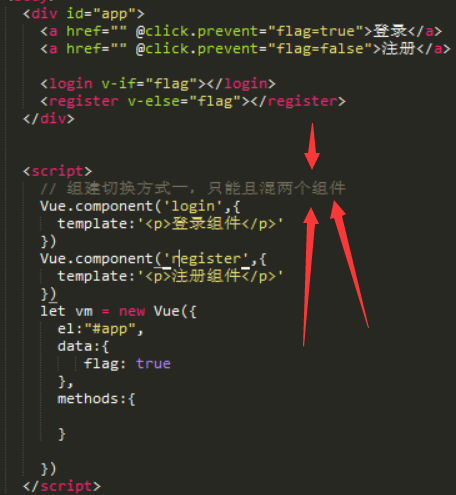 <div id="app">
<a href="" @click.prevent="flag=true">登录</a>
<a href="" @click.prevent="flag=false">注册</a>
<login v-if="flag"></login>
<register v-else="flag"></register>
</div>
<script>
// 组建切换方式一，只能且混两个组件
Vue.component('login',{
template:'<p>登录组件</p>'
})
Vue.component('register',{
template:'<p>注册组件</p>'
})
let vm = new Vue({
el:"#app",
data:{
flag: true
},
methods:{
}
})
</script>